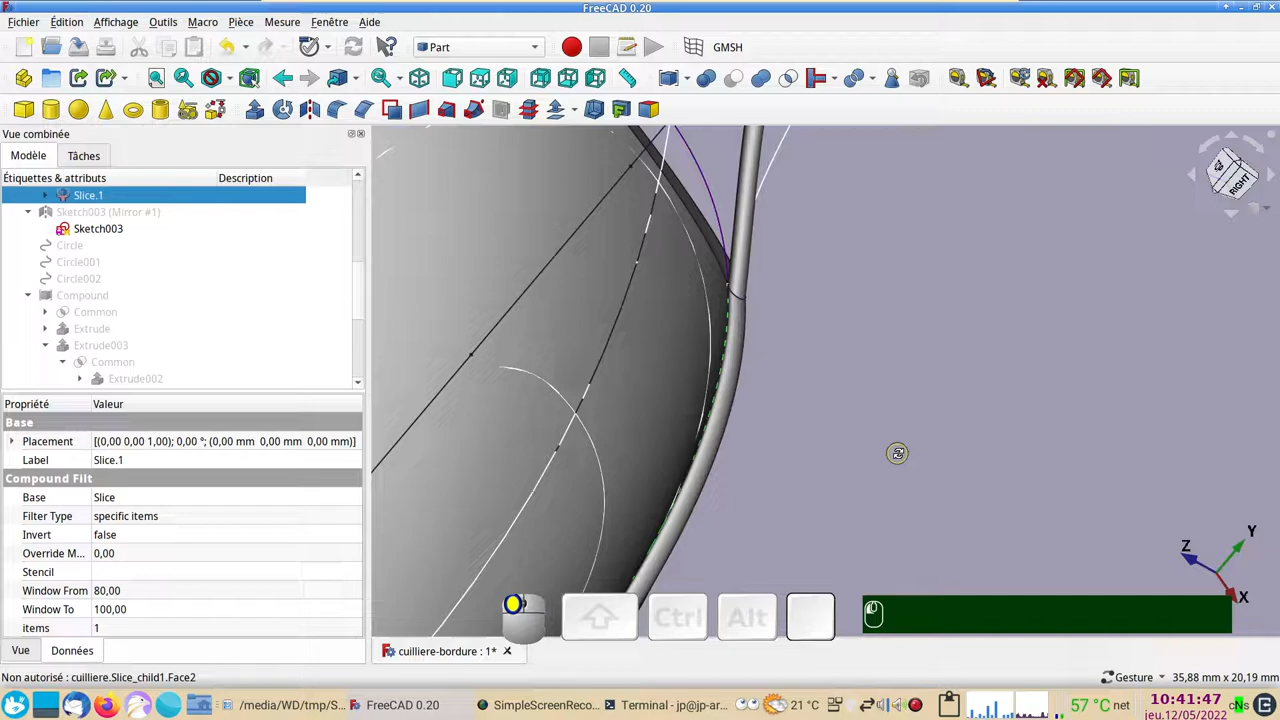 FreeCAD 0.20
Fichier Édition Affichage Outils Macro Pièce Mesure Fenêtre Aide
Part GMSH
Vue combinée
Modèle Tâches
Étiquettes & attributs Description
Slice.1
Sketch003 (Mirror #1)
Sketch003
Circle
Circle001
Circle002
Compound
Common
Extrude
Extrude003
Common
Extrude002
Propriété Valeur
Base
Placement [(0,00 0,00 1,00); 0,00 °; (0,00 mm 0,00 mm 0,00 mm)]
Label Slice.1
Compound Filt
Base Slice
Filter Type specific items
Invert false
Override M... 0,00
Stencil
Window From 80,00
Window To 100,00
items 1
Vue Données
RIGHT
Y
Z
X
Ctrl Alt
cuilliere-bordure : 1*
Non autorisé : cuilliere.Slice_child1.Face2
Gesture 35,88 mm x 20,19 mm
/media/WD/tmp/S... FreeCAD 0.20 SimpleScreenReco... Terminal - jp@jp-ar... 21 °C 57 °C net
10:41:47
jeu.12/05/2022